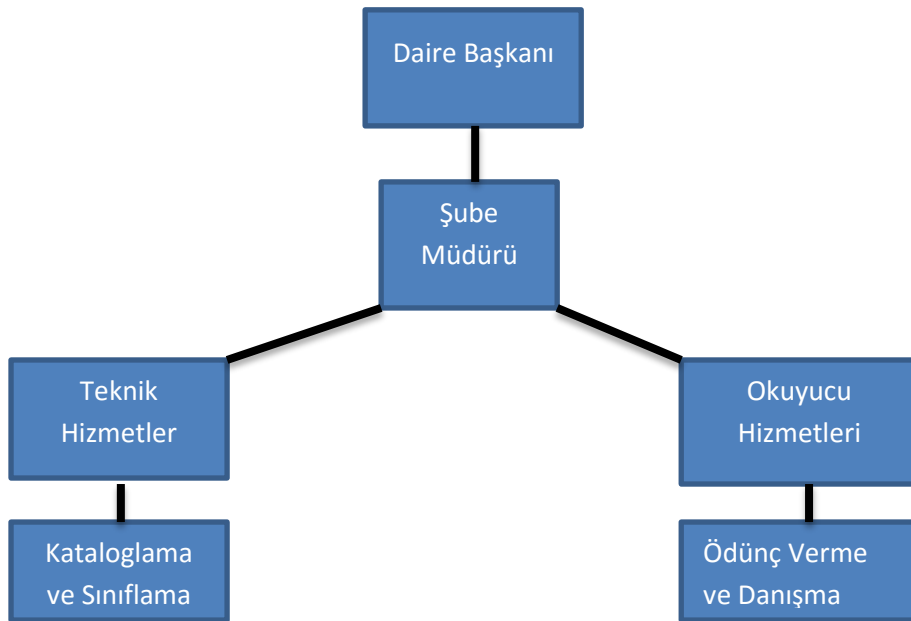 Daire Başkanı
Şube
Müdürü
Teknik
Hizmetler
Okuyucu
Hizmetleri
Kataloglama
ve Sınıflama
Ödünç Verme
ve Danışma